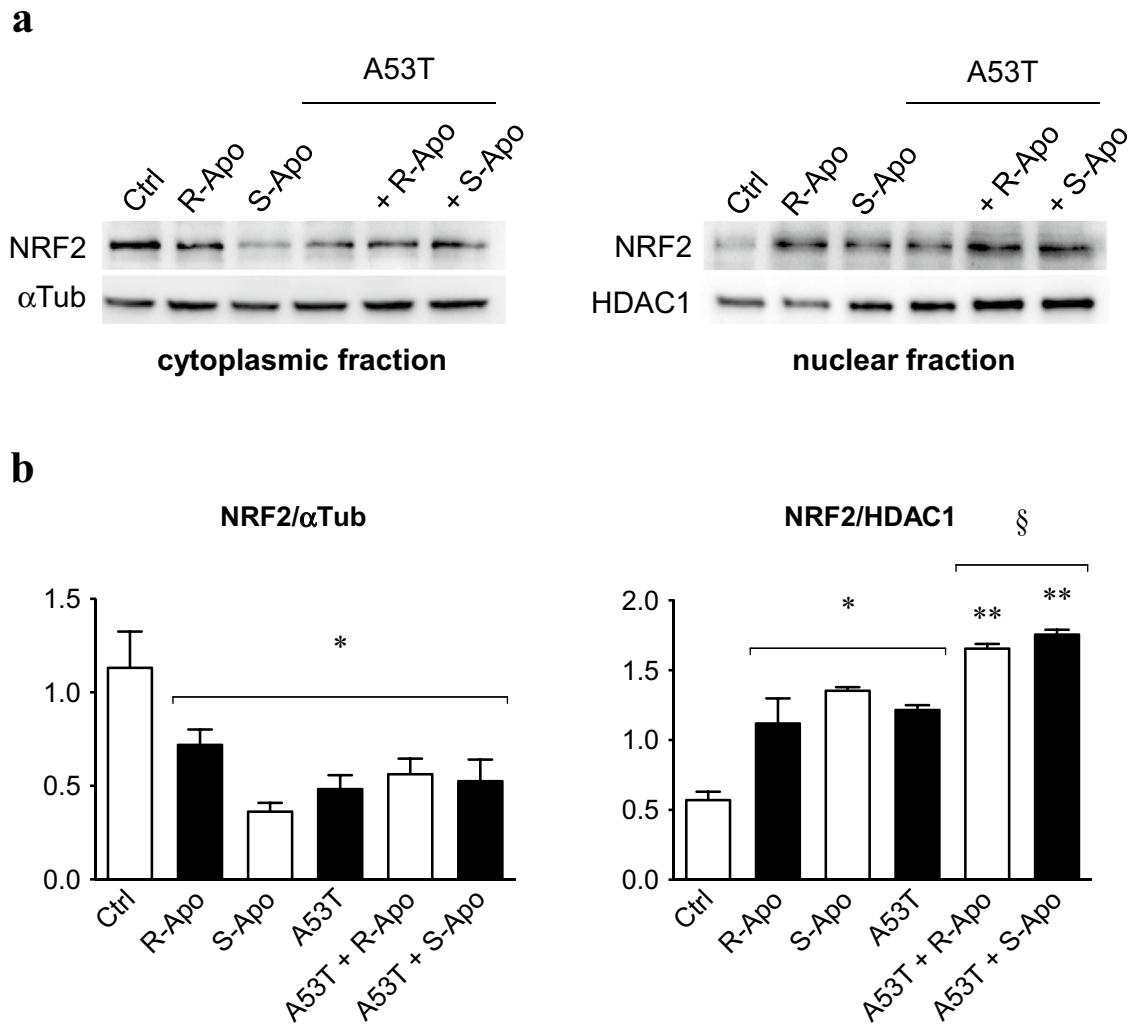 a
A53T
Ctrl
R-Apo
S-Apo
+ R-Apo
+ S-Apo
NRF2
αTub
cytoplasmic fraction
A53T
Ctrl
R-Apo
S-Apo
+ R-Apo
+ S-Apo
NRF2
HDAC1
nuclear fraction
b
NRF2/αTub
1.5
1.0
0.5
0.0
*
Ctrl
R-Apo
S-Apo
A53T
A53T + R-Apo
A53T + S-Apo
NRF2/HDAC1
§
2.0
1.5
1.0
0.5
0.0
*
**
**
Ctrl
R-Apo
S-Apo
A53T
A53T + R-Apo
A53T + S-Apo